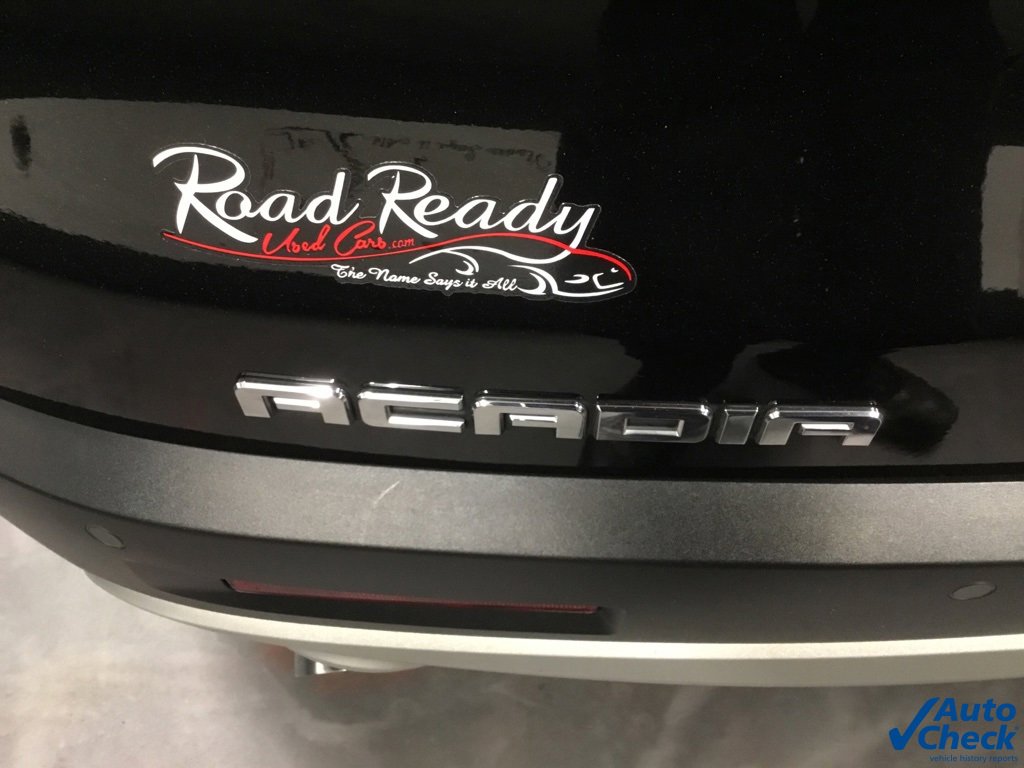 Road Ready
Used Cars.com
The Name Says it All
ACADIA
Auto
Check
vehicle history reports